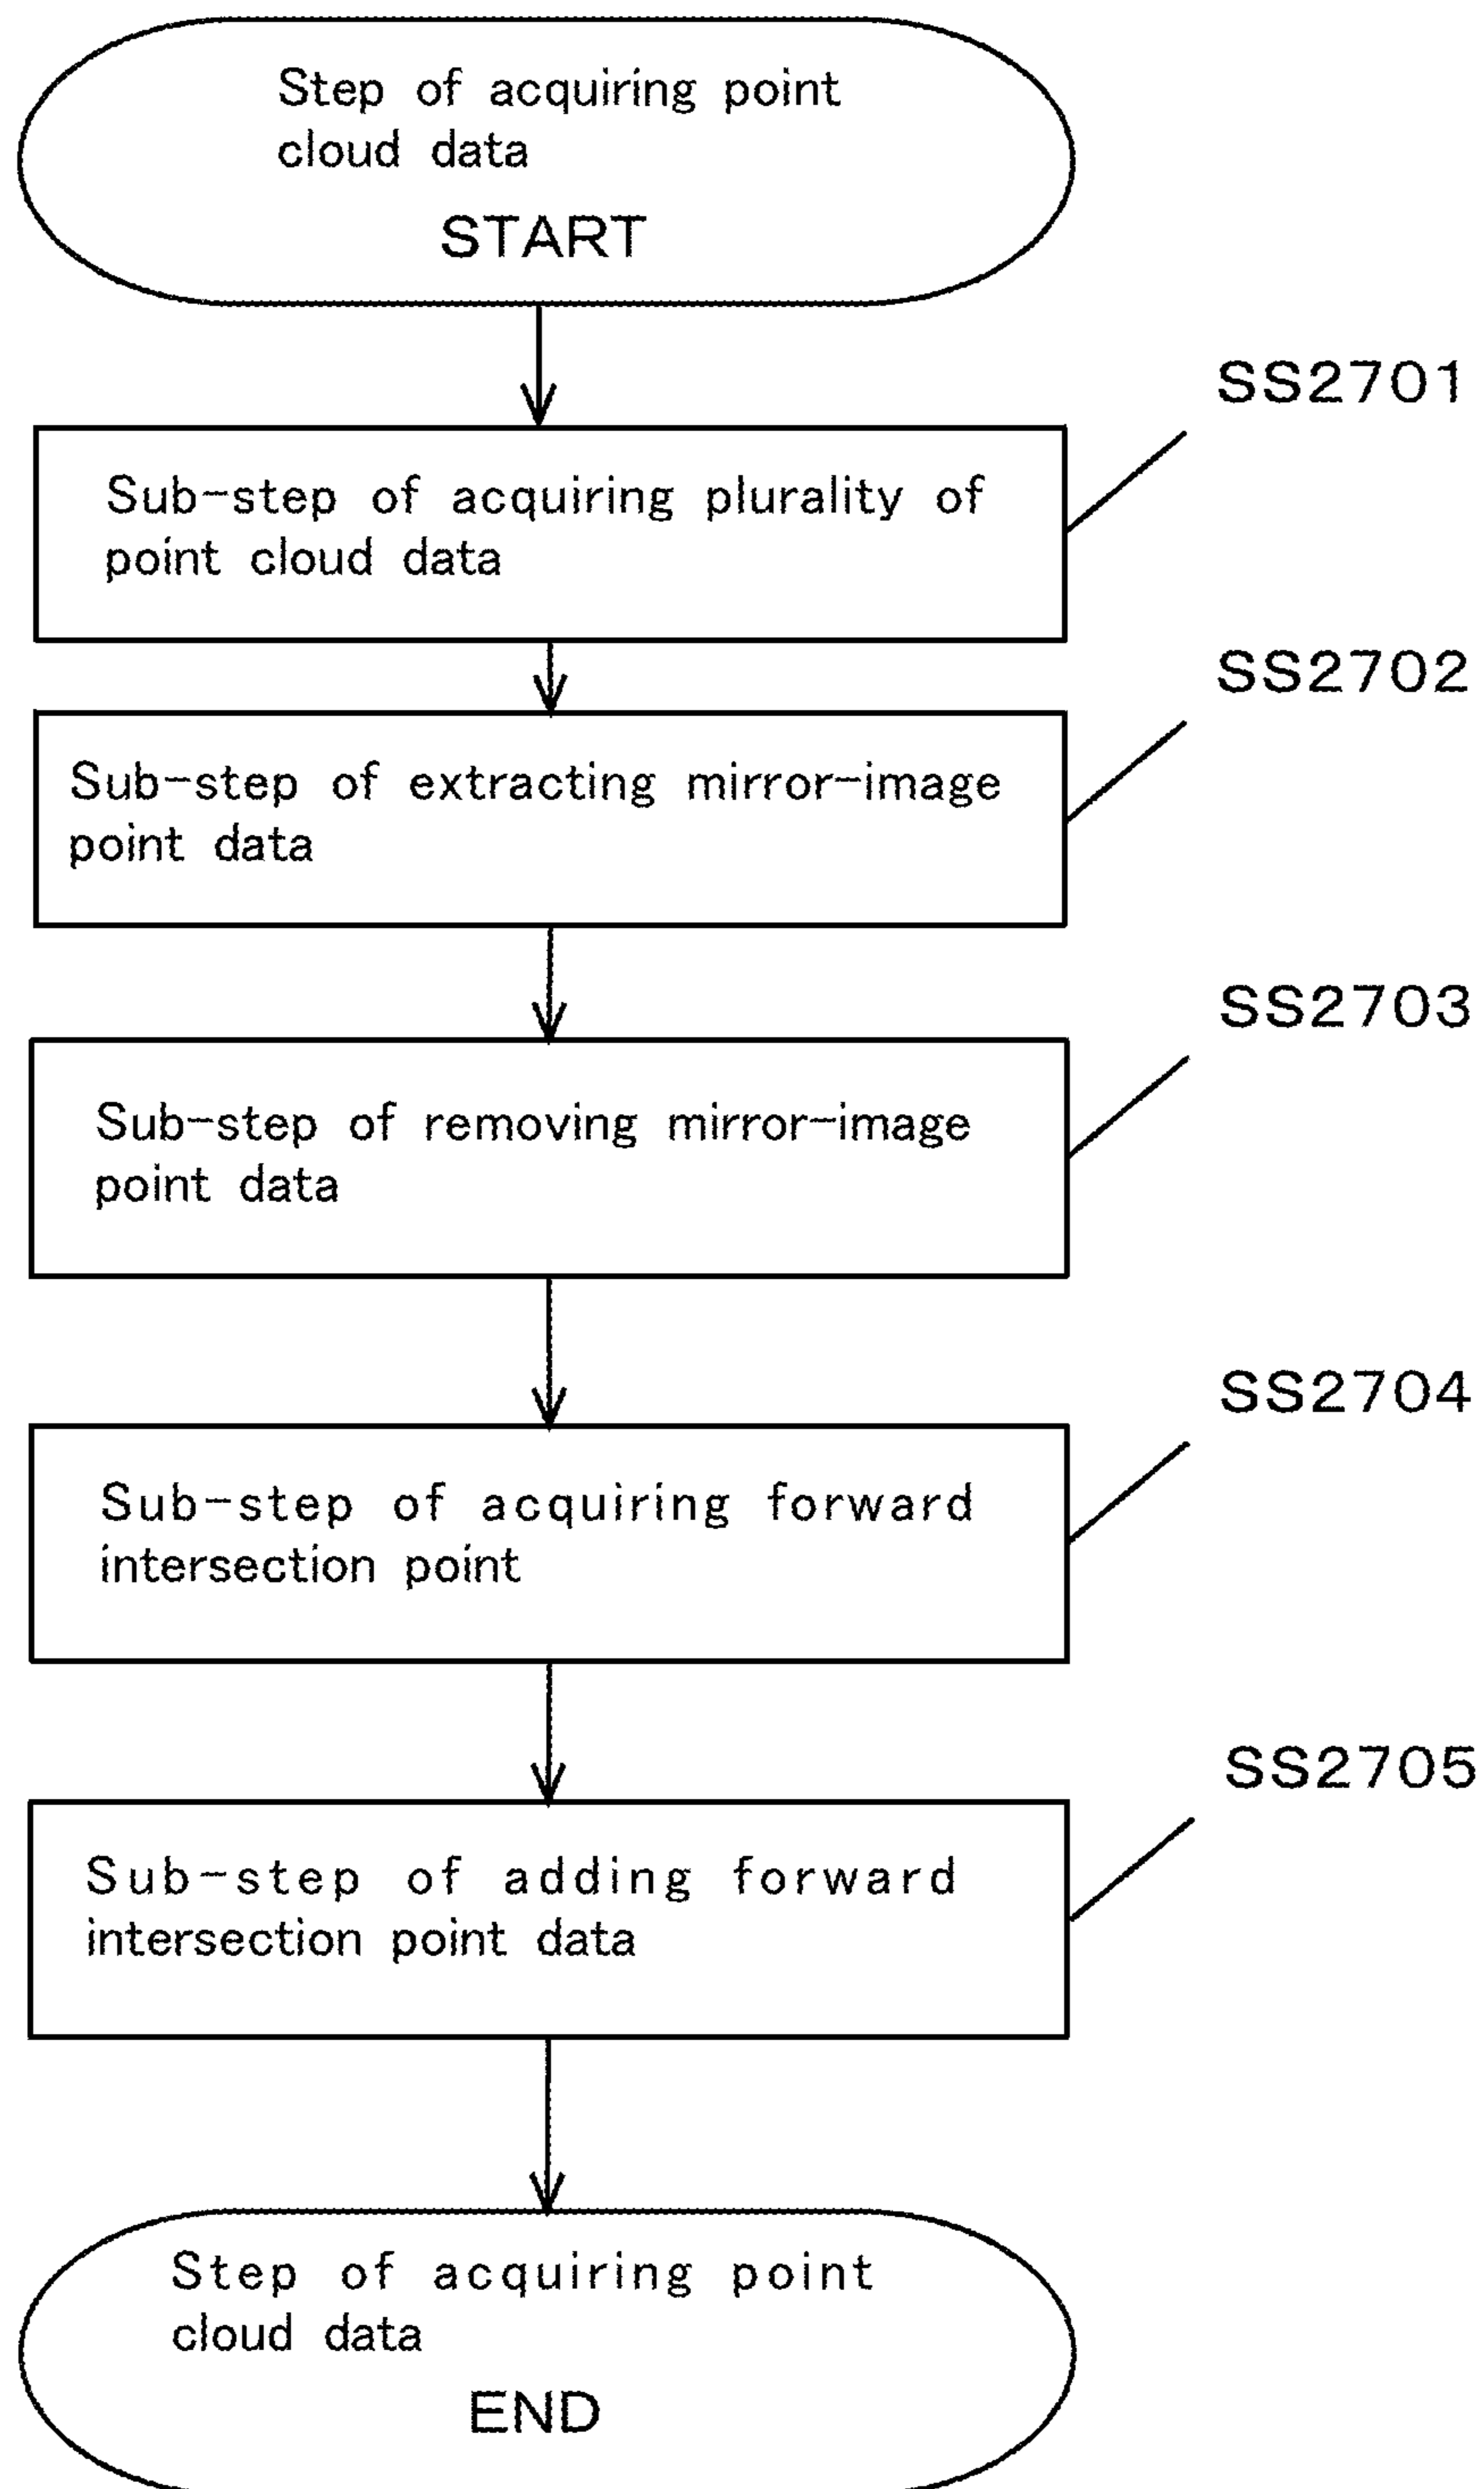 Step of acquiring point
cloud data
START
SS2701
Sub-step of acquiring plurality of
point cloud data
SS2702
Sub-step of extracting mirror-image
point data
SS2703
Sub-step of removing mirror-image
point data
SS2704
Sub-step of acquiring forward
intersection point
SS2705
Sub-step of adding forward
intersection point data
Step of acquiring point
cloud data
END